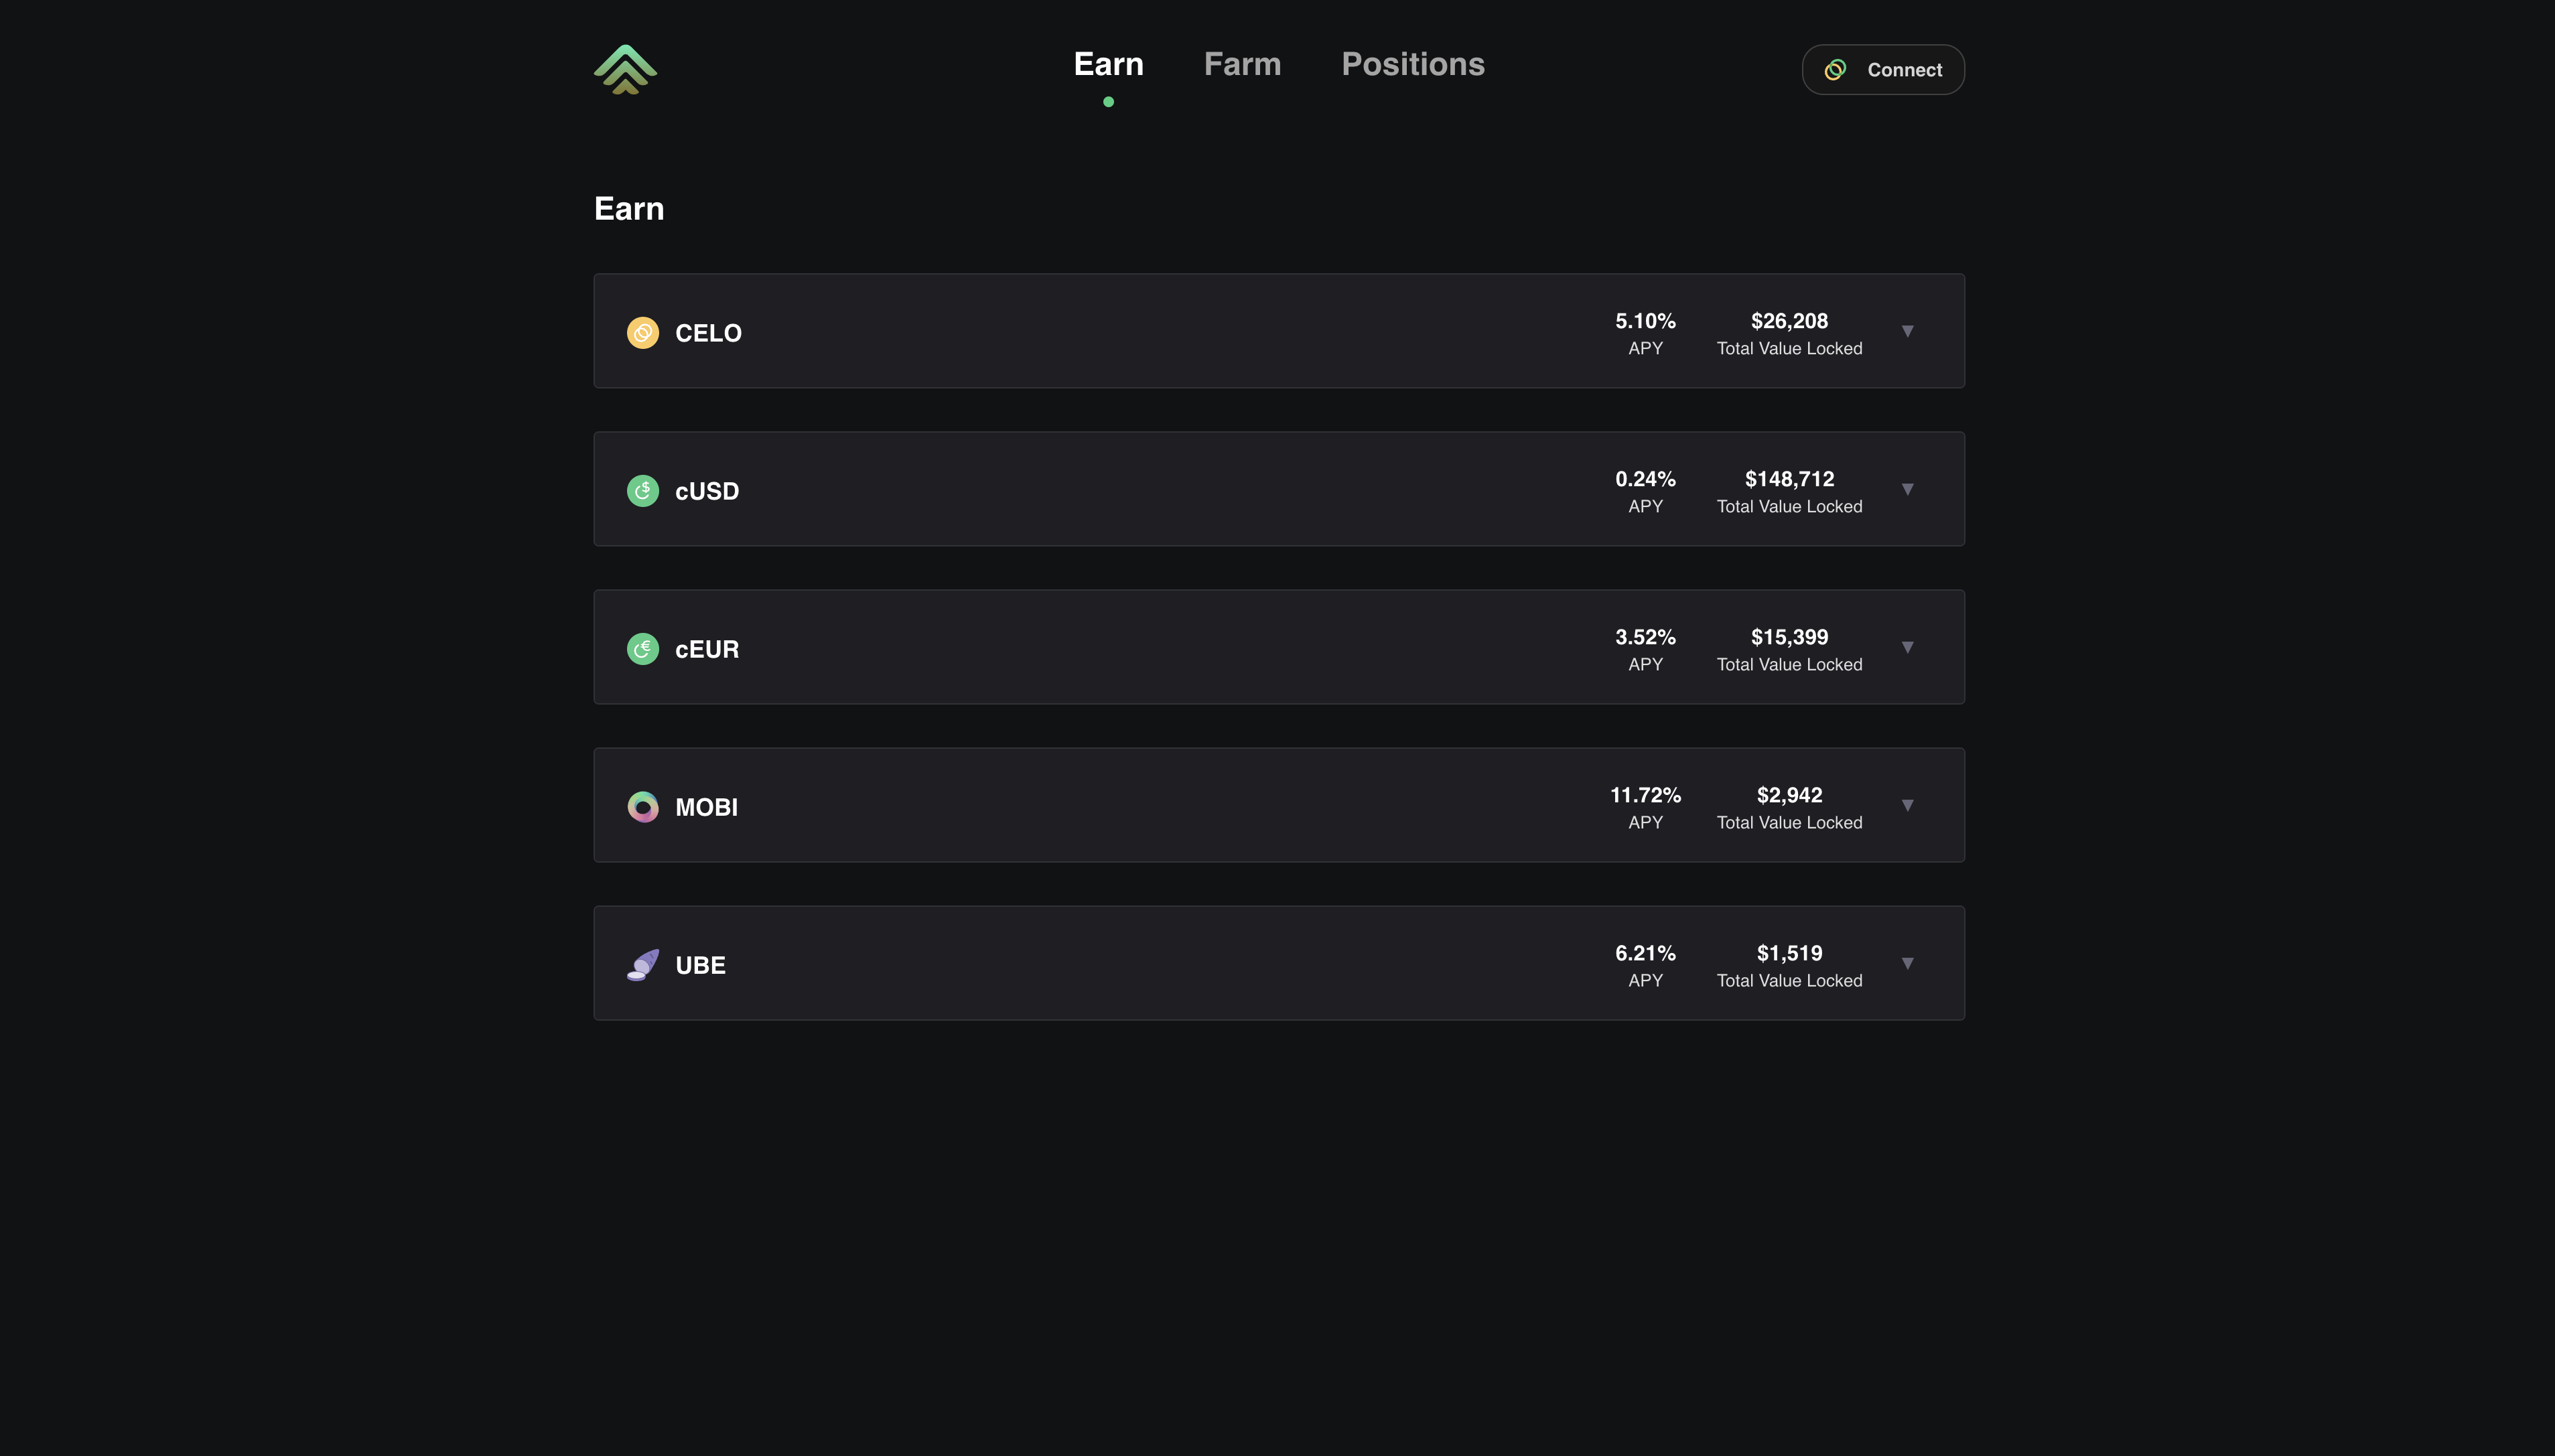 Earn Farm Positions Connect
Earn
CELO 5.10% $26,208
APY Total Value Locked
cUSD 0.24% $148,712
APY Total Value Locked
cEUR 3.52% $15,399
APY Total Value Locked
MOBI 11.72% $2,942
APY Total Value Locked
UBE 6.21% $1,519
APY Total Value Locked